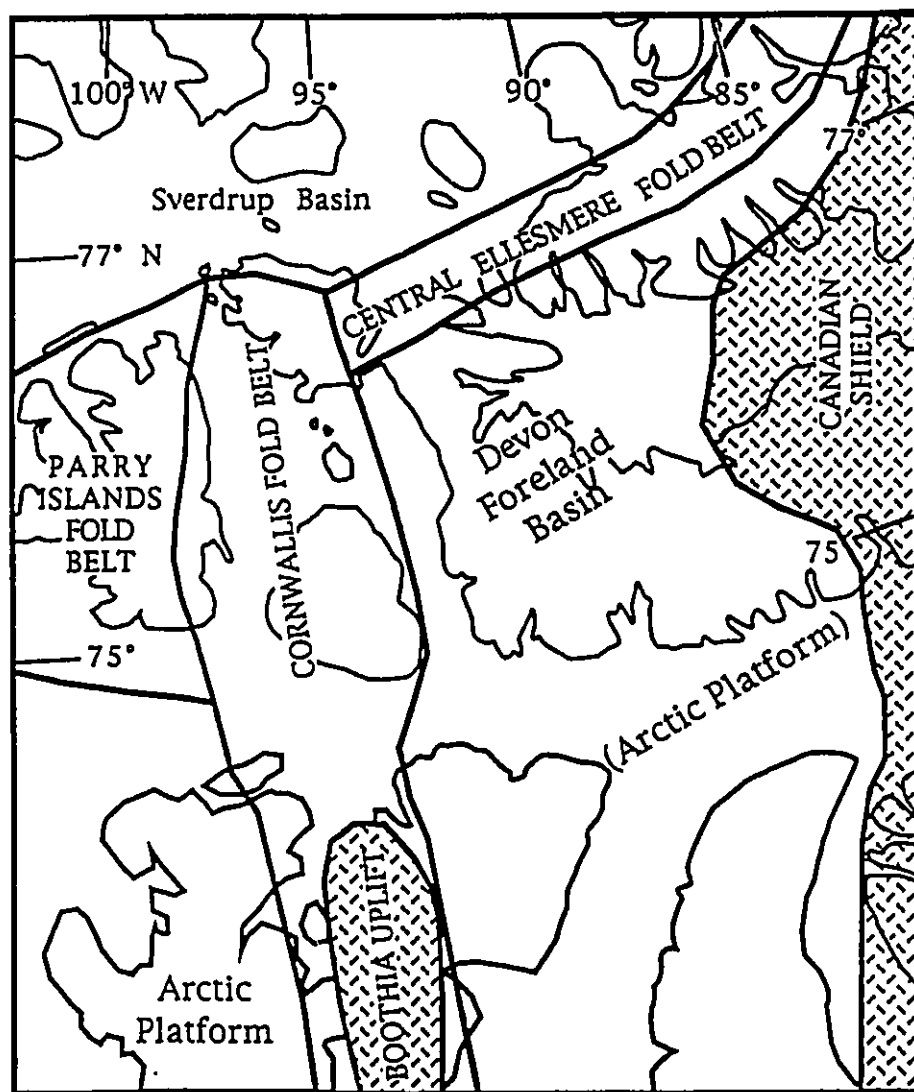 100° W
95°
90°
85°
77°
Sverdrup Basin
77° N
CENTRAL ELLESMERE FOLD BELT
CANADIAN
SHIELD
CORNWALLIS FOLD BELT
PARRY
ISLANDS
FOLD
BELT
Devon
Foreland
Basin
75
75°
(Arctic Platform)
BOOTHIA UPLIFT
Arctic
Platform